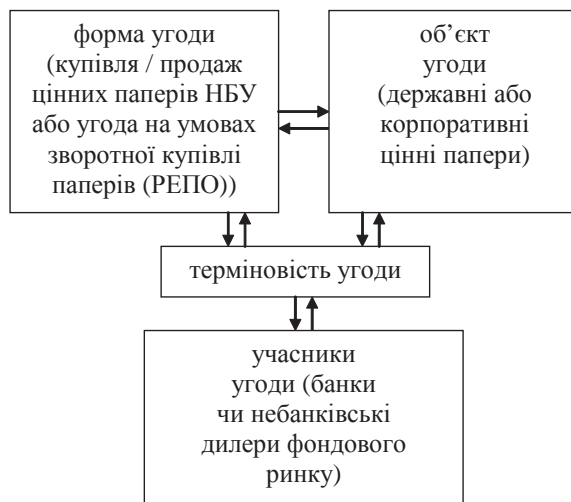 форма угоди
(купівля / продаж
цінних паперів НБУ
або угода на умовах
зворотної купівлі
паперів (РЕПО))
об’єкт
угоди
(державні або
корпоративні
цінні папери)
терміновість угоди
учасники
угоди (банки
чи небанківські
дилери фондового
ринку)